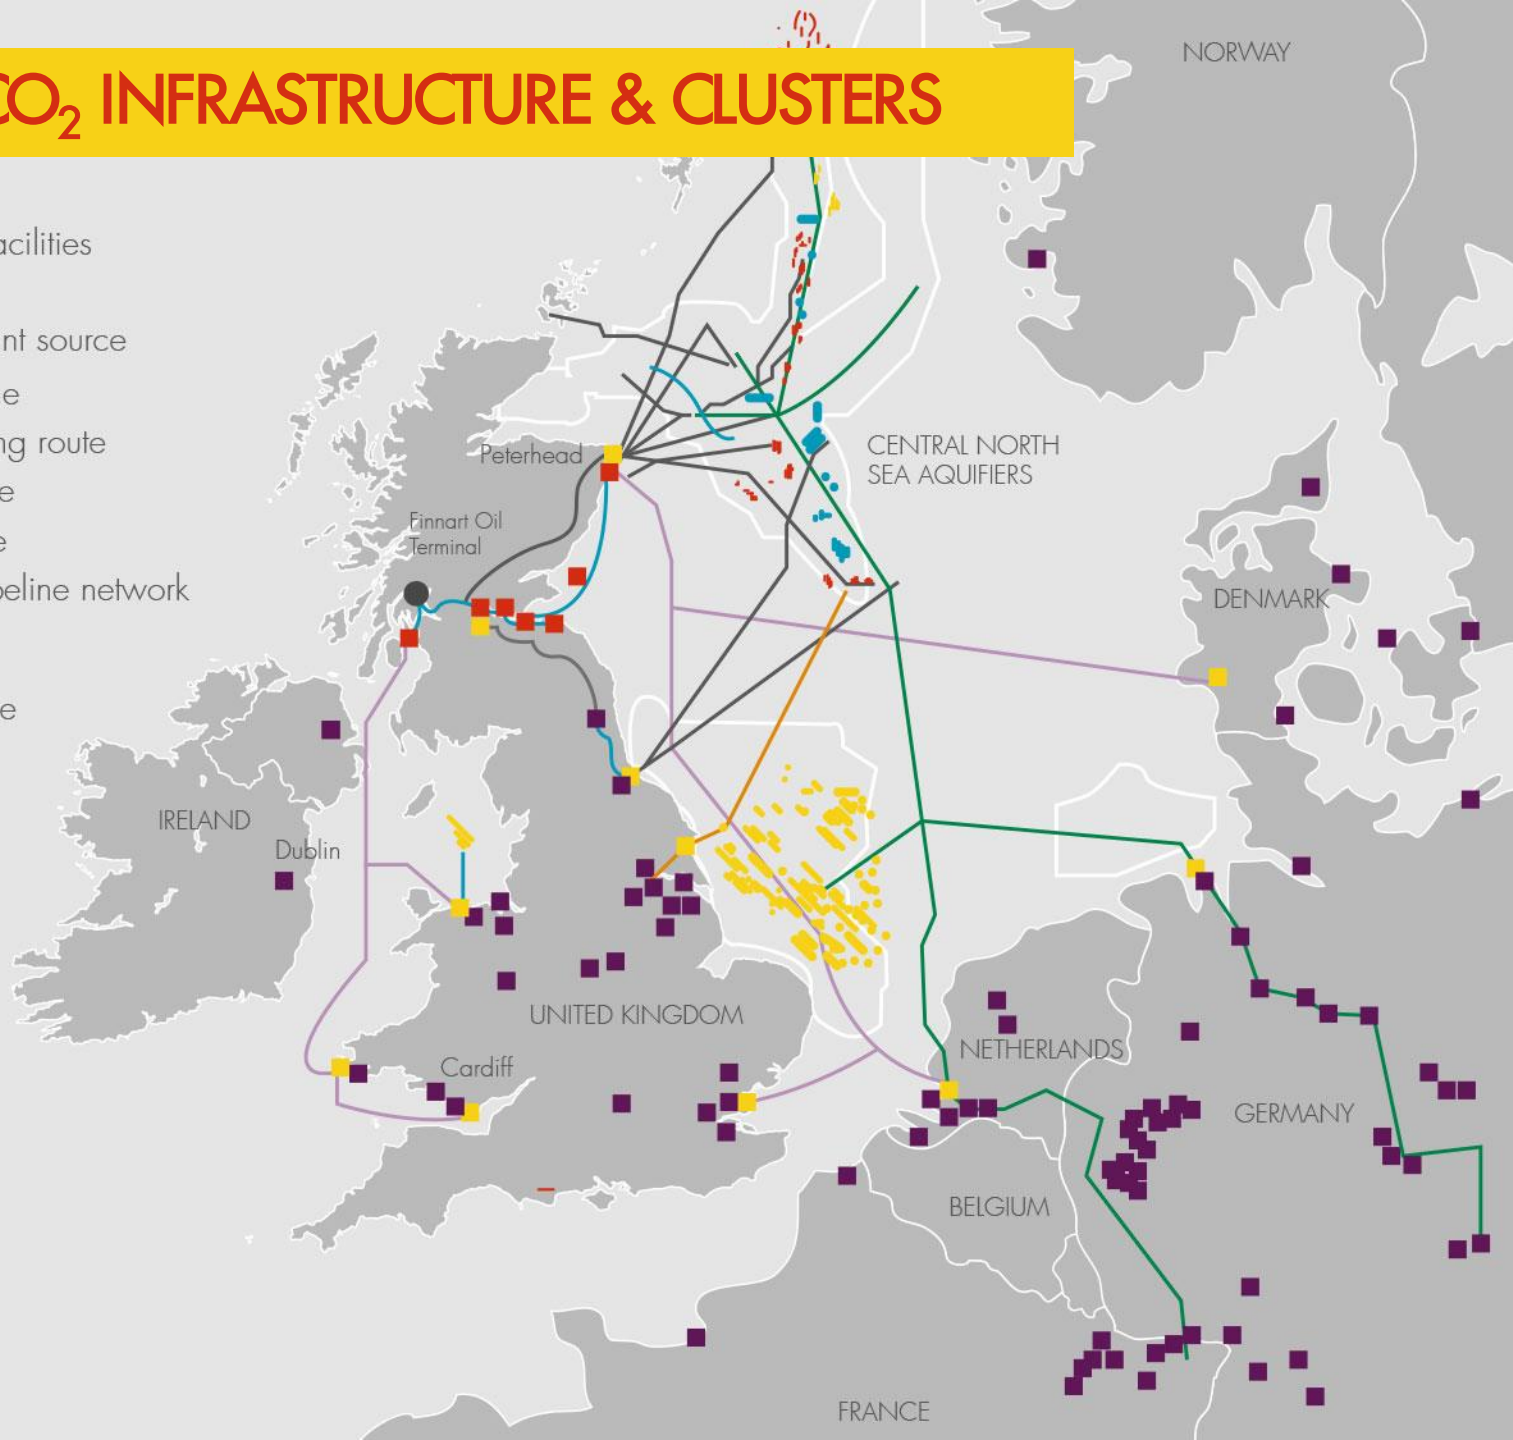 CO2 INFRASTRUCTURE & CLUSTERS
NORWAY
acilities
nt source
e
ng route
e
e
peline network
e
Peterhead
CENTRAL NORTH
SEA AQUIFIERS
Finnart Oil
Terminal
DENMARK
IRELAND
Dublin
UNITED KINGDOM
Cardiff
NETHERLANDS
GERMANY
BELGIUM
FRANCE